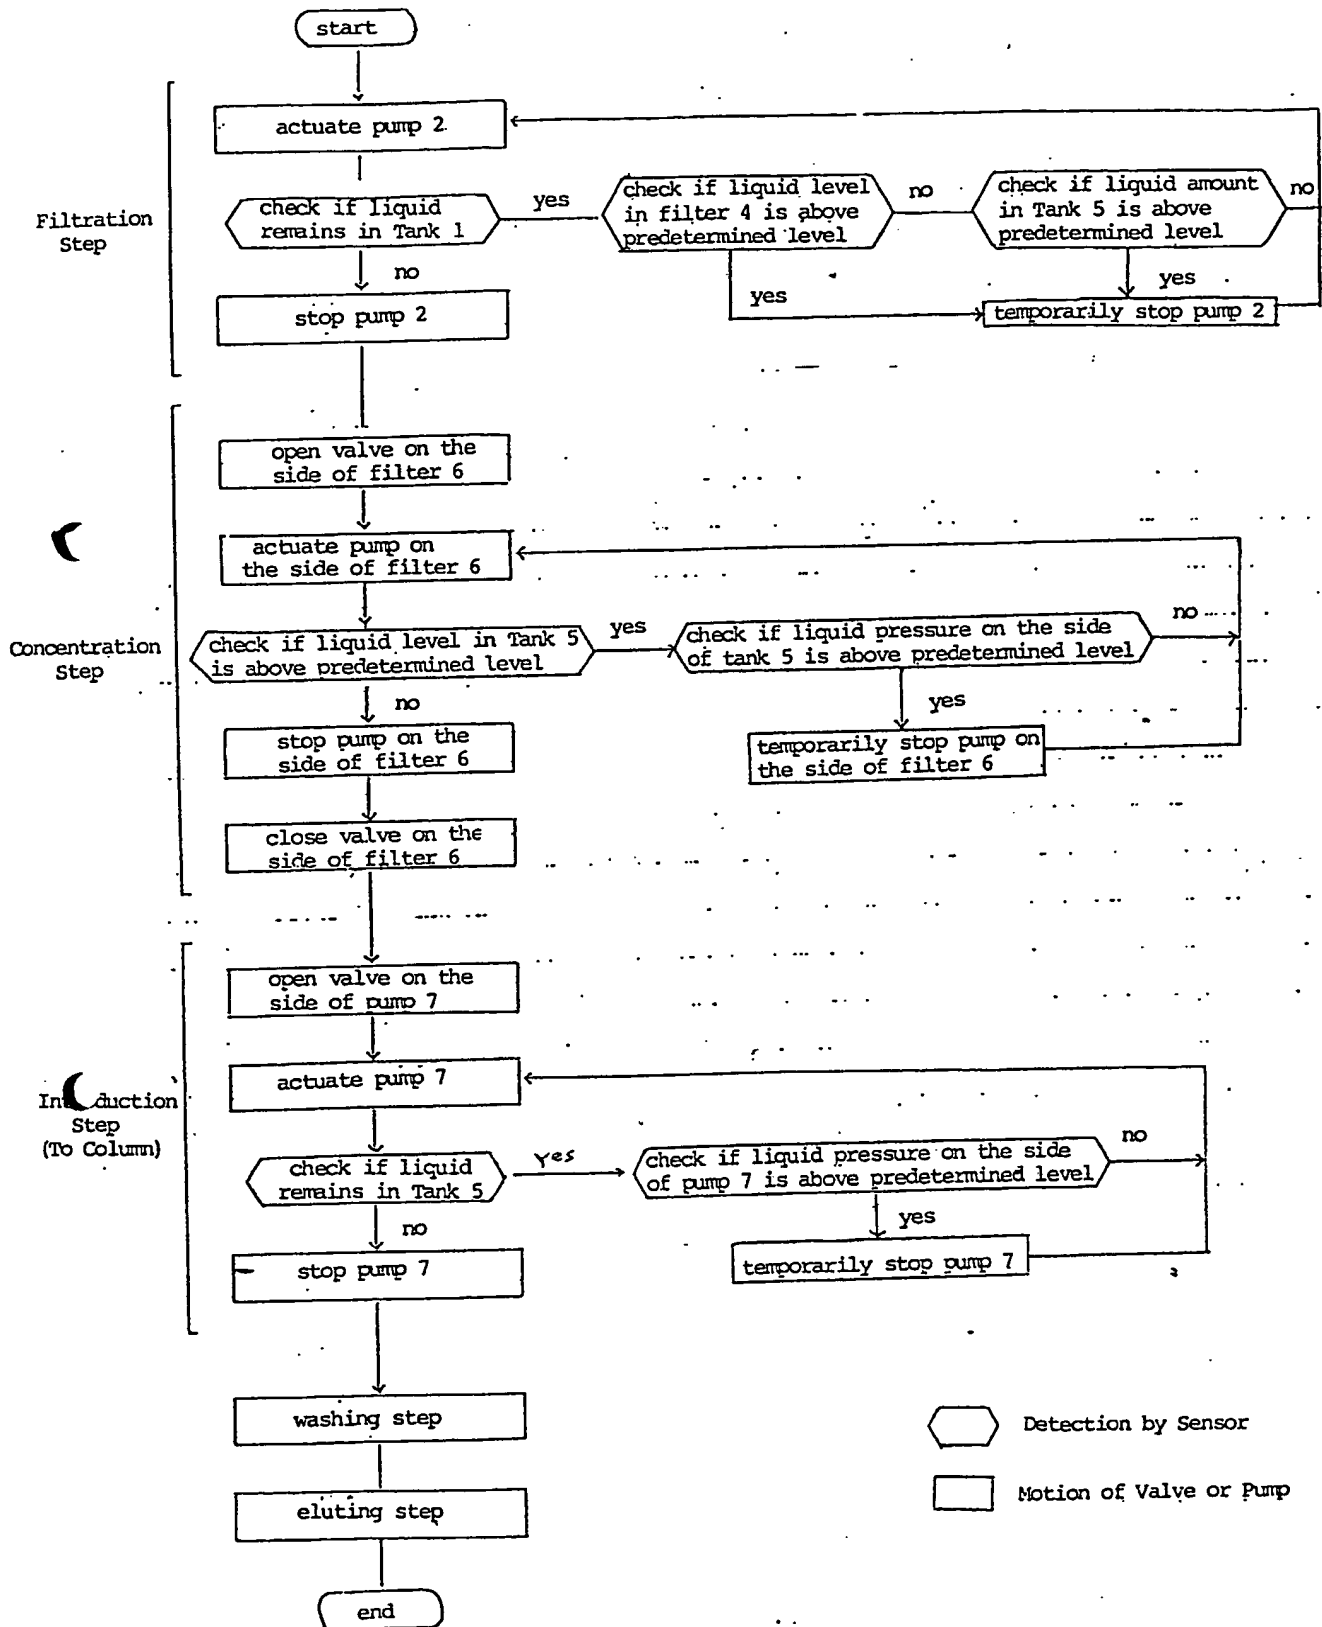 start
actuate pump 2
Filtration
Step
check if liquid
remains in Tank 1
yes
check if liquid level
in filter 4 is above
predetermined level
no
check if liquid amount
in Tank 5 is above
predetermined level
no
no
yes
yes
stop pump 2
temporarily stop pump 2
open valve on the
side of filter 6
actuate pump on
the side of filter 6
Concentration
Step
check if liquid level in Tank 5
is above predetermined level
yes
check if liquid pressure on the side
of tank 5 is above predetermined level
no
no
yes
stop pump on the
side of filter 6
temporarily stop pump on
the side of filter 6
close valve on the
side of filter 6
open valve on the
side of pump 7
actuate pump 7
Step
(To Column)
check if liquid
remains in Tank 5
Yes
check if liquid pressure on the side
of pump 7 is above predetermined level
no
no
yes
stop pump 7
temporarily stop pump 7
washing step
eluting step
end
Detection by Sensor
Motion of Valve or Pump